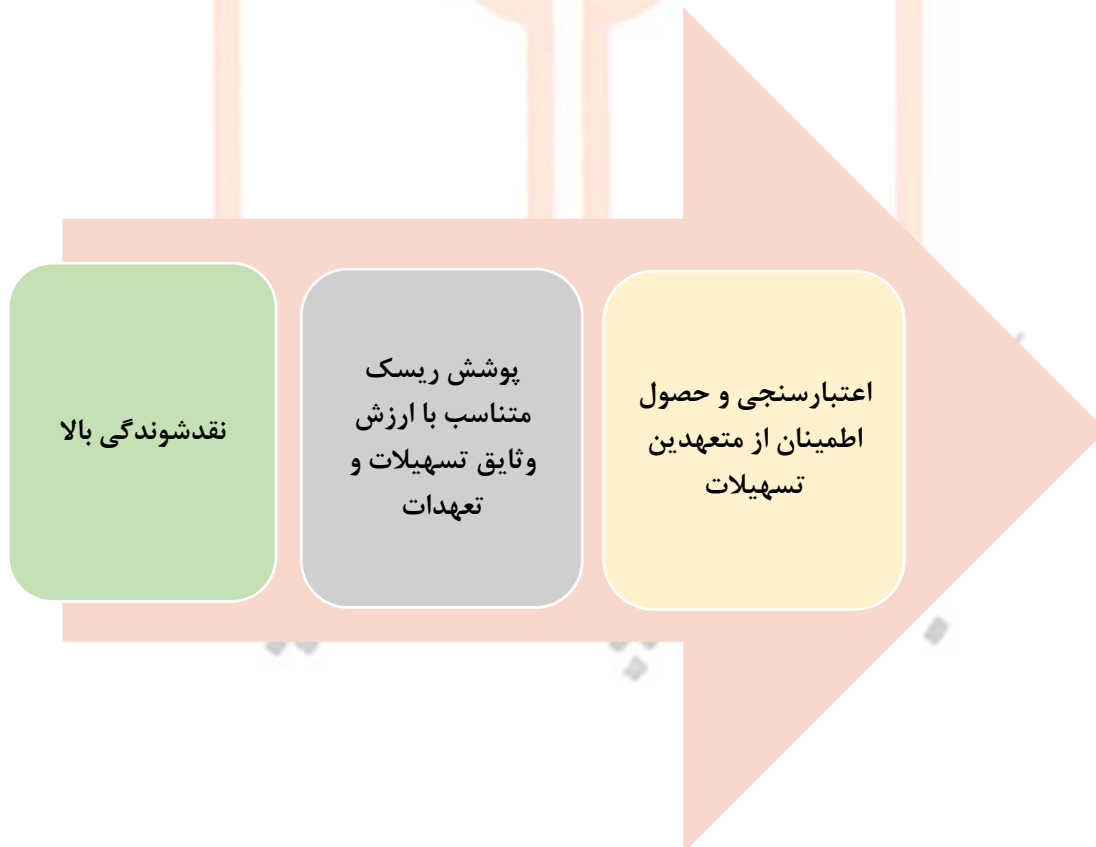 اعتبارسنجی و حصول
اطمینان از متعهدین
تسهیلات
پوشش ریسک
متناسب با ارزش
وثایق تسهیلات و
تعهدات
نقدشوندگی بالا